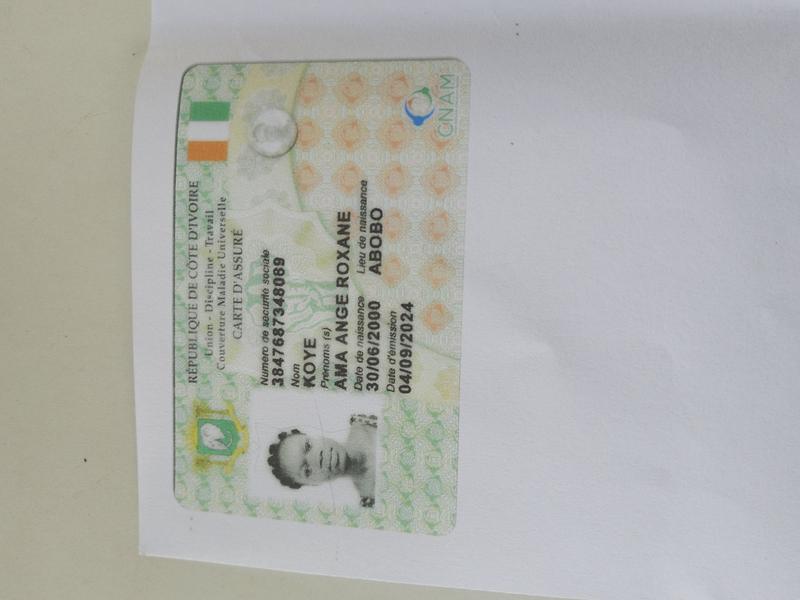 RÉPUBLIQUE DE CÔTE D'IVOIRE
Union - Discipline - Travail
Couverture Maladie Universelle
CARTE D'ASSURÉ
CNAM
Numéro de sécurité sociale
3847687348089
Nom
KOYE
Prénoms (s)
AMA ANGE ROXANE
Date de naissance Lieu de naissance
30/06/2000 ABOBO
Date d'émission
04/09/2024